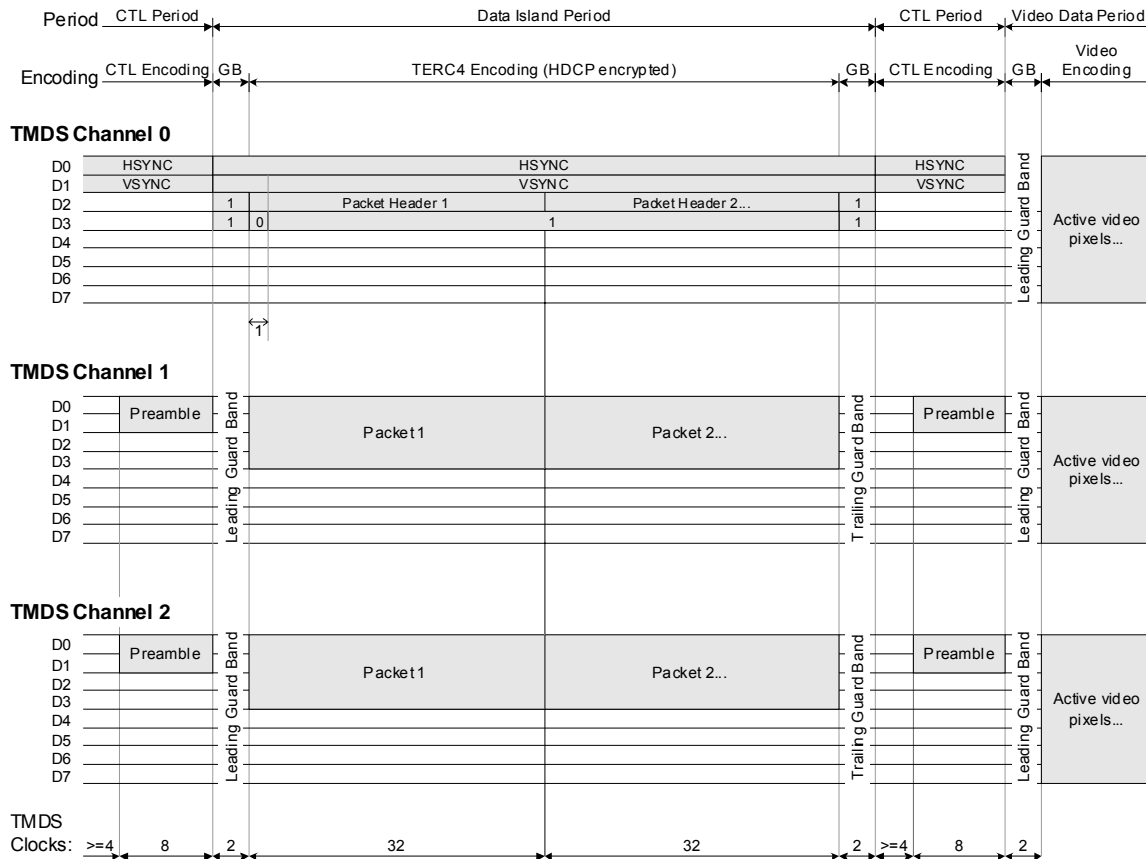 Period CTL Period Data Island Period CTL Period Video Data Period
Encoding CTL Encoding GB TERC4 Encoding (HDCP encrypted) GB CTL Encoding GB Video Encoding
TMDS Channel 0
D0 HSYNC HSYNC HSYNC
D1 VSYNC VSYNC VSYNC
D2 1 Packet Header 1 Packet Header 2... 1
D3 1 0 1 1
D4
D5
D6
D7
Leading Guard Band
Active video
pixels...
1
TMDS Channel 1
D0
D1
D2
D3
D4
D5
D6
D7
Preamble
Leading Guard Band
Packet 1
Packet 2...
Trailing Guard Band
Preamble
Leading Guard Band
Active video
pixels...
TMDS Channel 2
D0
D1
D2
D3
D4
D5
D6
D7
Preamble
Leading Guard Band
Packet 1
Packet 2...
Trailing Guard Band
Preamble
Leading Guard Band
Active video
pixels...
TMDS
Clocks: >=4 8 2 32 32 2 >=4 8 2